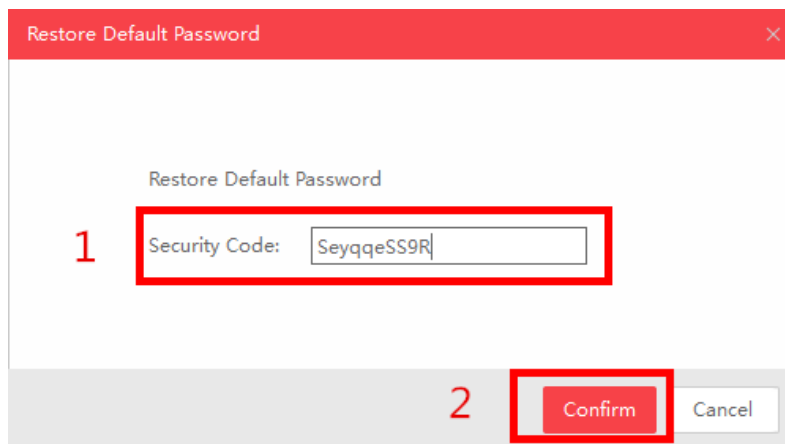 Restore Default Password
Restore Default Password
1
Security Code: SeyqqeSS9R
2
Confirm
Cancel